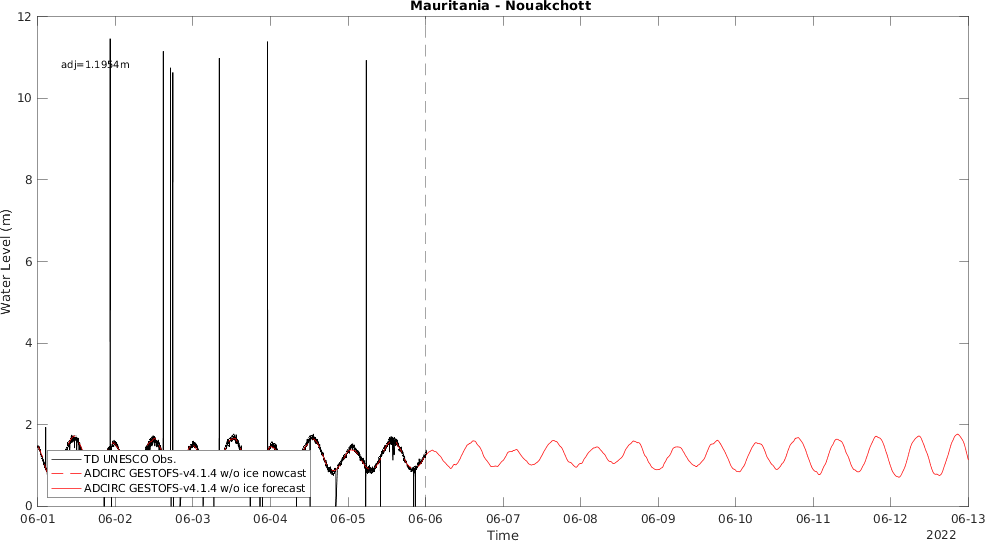 Mauritania - Nouakchott
12
adj=1.1954m
10
8
6
4
2
0
Water Level (m)
TD UNESCO Obs.
ADCIRC GESTOFS-v4.1.4 w/o ice nowcast
ADCIRC GESTOFS-v4.1.4 w/o ice forecast
06-01 06-02 06-03 06-04 06-05 06-06 06-07 06-08 06-09 06-10 06-11 06-12 06-13
Time
2022